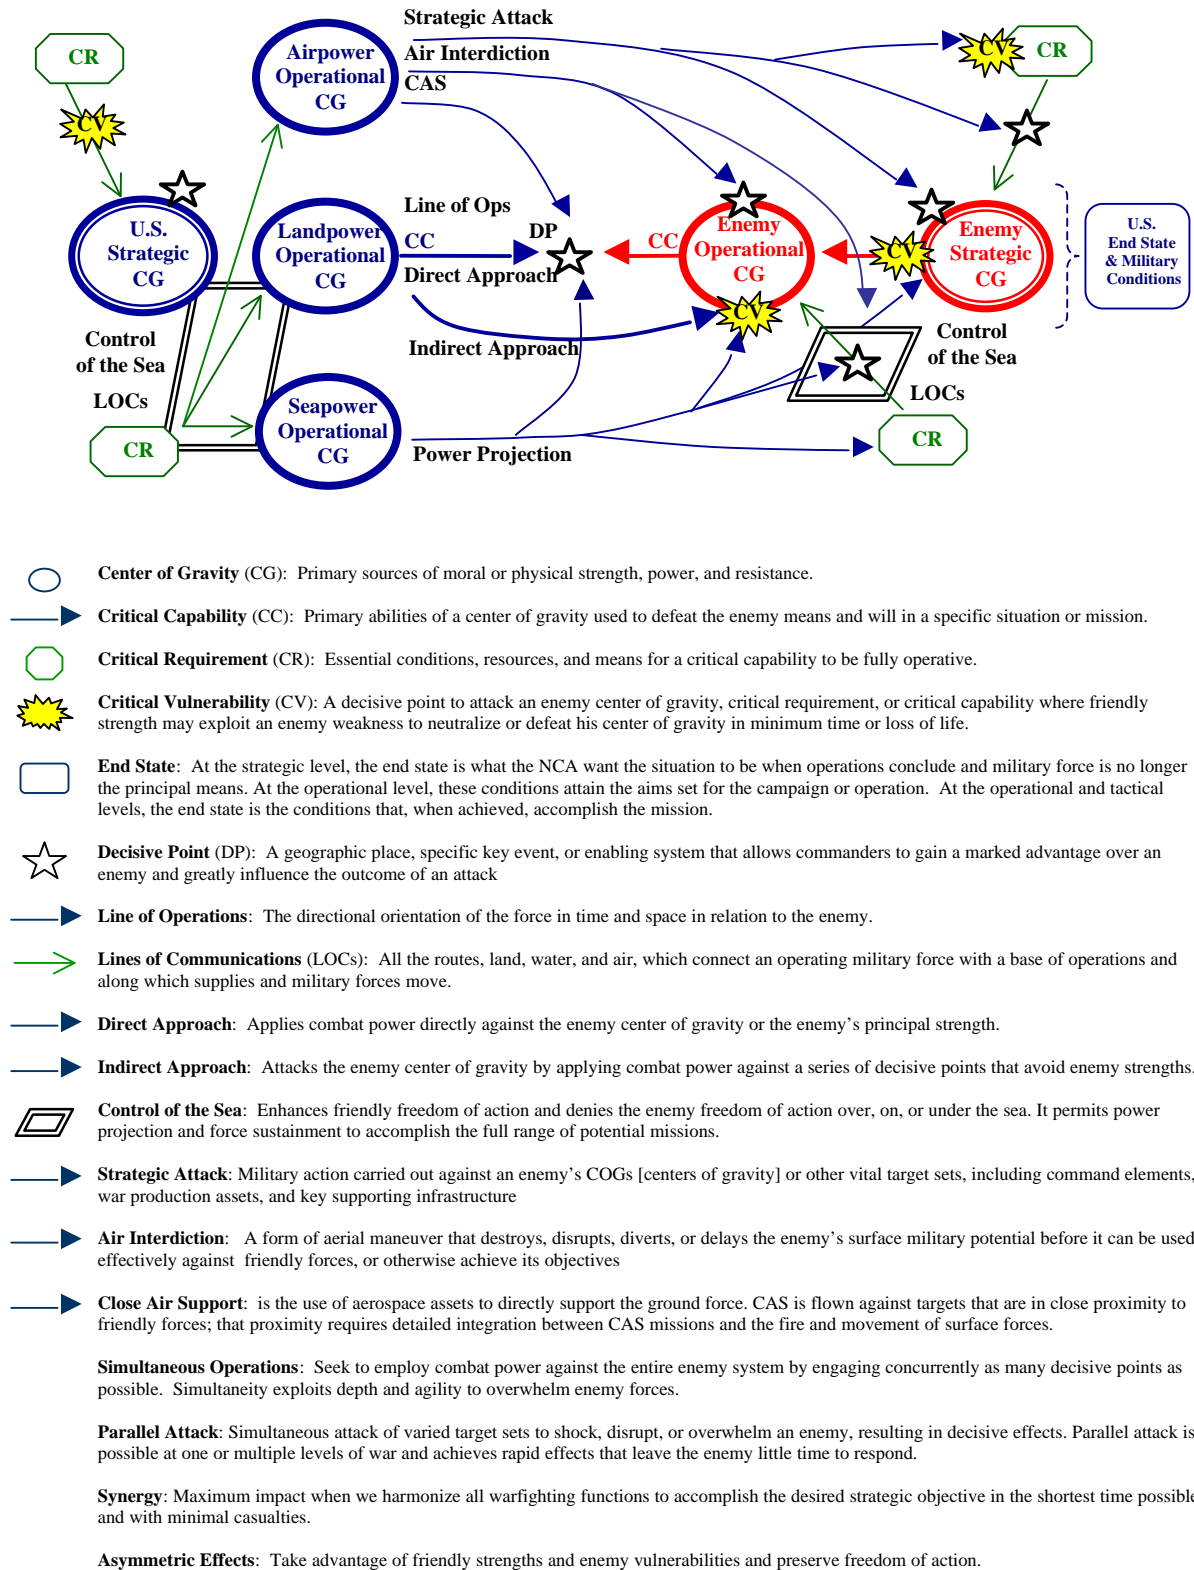 Strategic Attack
Air Interdiction
CAS
CR
CV
Airpower
Operational
CG
CV
CR
U.S.
Strategic
CG
Landpower
Operational
CG
Line of Ops
CC
Direct Approach
DP
CC
Enemy
Operational
CG
CV
CV
Enemy
Strategic
CG
U.S.
End State
& Military
Conditions
Control
of the Sea
LOCs
CR
Indirect Approach
Seapower
Operational
CG
Power Projection
Control
of the Sea
LOCs
CR
Center of Gravity (CG): Primary sources of moral or physical strength, power, and resistance.
Critical Capability (CC): Primary abilities of a center of gravity used to defeat the enemy means and will in a specific situation or mission.
Critical Requirement (CR): Essential conditions, resources, and means for a critical capability to be fully operative.
Critical Vulnerability (CV): A decisive point to attack an enemy center of gravity, critical requirement, or critical capability where friendly
strength may exploit an enemy weakness to neutralize or defeat his center of gravity in minimum time or loss of life.
End State: At the strategic level, the end state is what the NCA want the situation to be when operations conclude and military force is no longer
the principal means. At the operational level, these conditions attain the aims set for the campaign or operation. At the operational and tactical
levels, the end state is the conditions that, when achieved, accomplish the mission.
Decisive Point (DP): A geographic place, specific key event, or enabling system that allows commanders to gain a marked advantage over an
enemy and greatly influence the outcome of an attack
Line of Operations: The directional orientation of the force in time and space in relation to the enemy.
Lines of Communications (LOCs): All the routes, land, water, and air, which connect an operating military force with a base of operations and
along which supplies and military forces move.
Direct Approach: Applies combat power directly against the enemy center of gravity or the enemy's principal strength.
Indirect Approach: Attacks the enemy center of gravity by applying combat power against a series of decisive points that avoid enemy strengths.
Control of the Sea: Enhances friendly freedom of action and denies the enemy freedom of action over, on, or under the sea. It permits power
projection and force sustainment to accomplish the full range of potential missions.
Strategic Attack: Military action carried out against an enemy's COGs [centers of gravity] or other vital target sets, including command elements,
war production assets, and key supporting infrastructure
Air Interdiction: A form of aerial maneuver that destroys, disrupts, diverts, or delays the enemy's surface military potential before it can be used
effectively against friendly forces, or otherwise achieve its objectives
Close Air Support: is the use of aerospace assets to directly support the ground force. CAS is flown against targets that are in close proximity to
friendly forces; that proximity requires detailed integration between CAS missions and the fire and movement of surface forces.
Simultaneous Operations: Seek to employ combat power against the entire enemy system by engaging concurrently as many decisive points as
possible. Simultaneity exploits depth and agility to overwhelm enemy forces.
Parallel Attack: Simultaneous attack of varied target sets to shock, disrupt, or overwhelm an enemy, resulting in decisive effects. Parallel attack is
possible at one or multiple levels of war and achieves rapid effects that leave the enemy little time to respond.
Synergy: Maximum impact when we harmonize all warfighting functions to accomplish the desired strategic objective in the shortest time possible
and with minimal casualties.
Asymmetric Effects: Take advantage of friendly strengths and enemy vulnerabilities and preserve freedom of action.